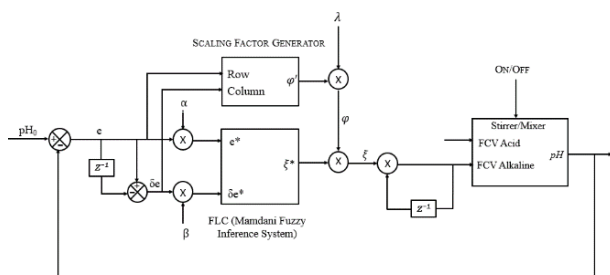 λ
SCALING FACTOR GENERATOR
Row
Column
φ'
X
ON/OFF
pH₀
+
−
e
α
X
φ
Stirrer/Mixer
FCV Acid
FCV Alkaline
pH
e*
ξ*
X
ξ
X
z⁻¹
+
−
δe
X
δe*
z⁻¹
β
FLC (Mamdani Fuzzy
Inference System)